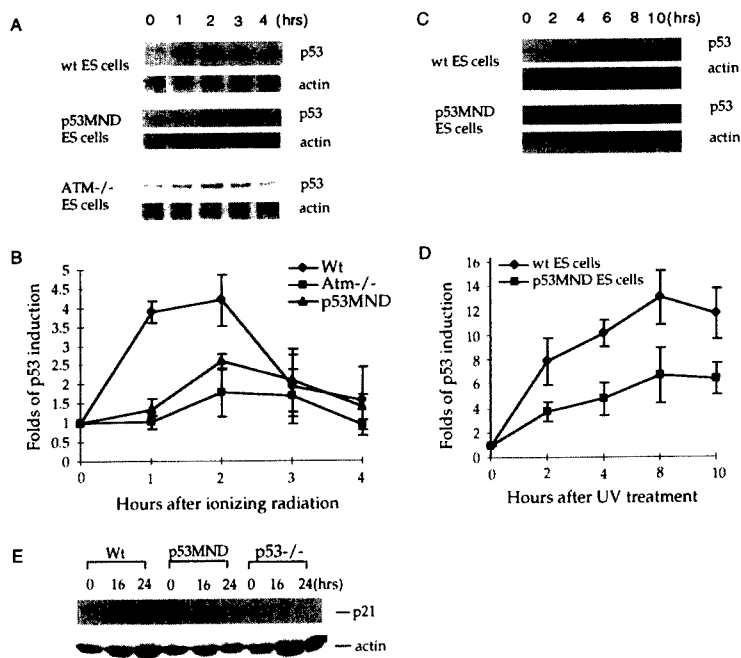 A
0 1 2 3 4 (hrs)
wt ES cells
p53
actin
p53MND
ES cells
p53
actin
ATM-/-
ES cells
p53
actin
C
0 2 4 6 8 10(hrs)
wt ES cells
p53
actin
p53MND
ES cells
p53
actin
B
Folds of p53 induction
5
4.5
4
3.5
3
2.5
2
1.5
1
0.5
0
Wt
Atm-/-
p53MND
0 1 2 3 4
Hours after ionizing radiation
D
Folds of p53 induction
16
14
12
10
8
6
4
2
0
wt ES cells
p53MND ES cells
0 2 4 8 10
Hours after UV treatment
E
Wt p53MND p53-/-
0 16 24 0 16 24 0 16 24(hrs)
p21
actin